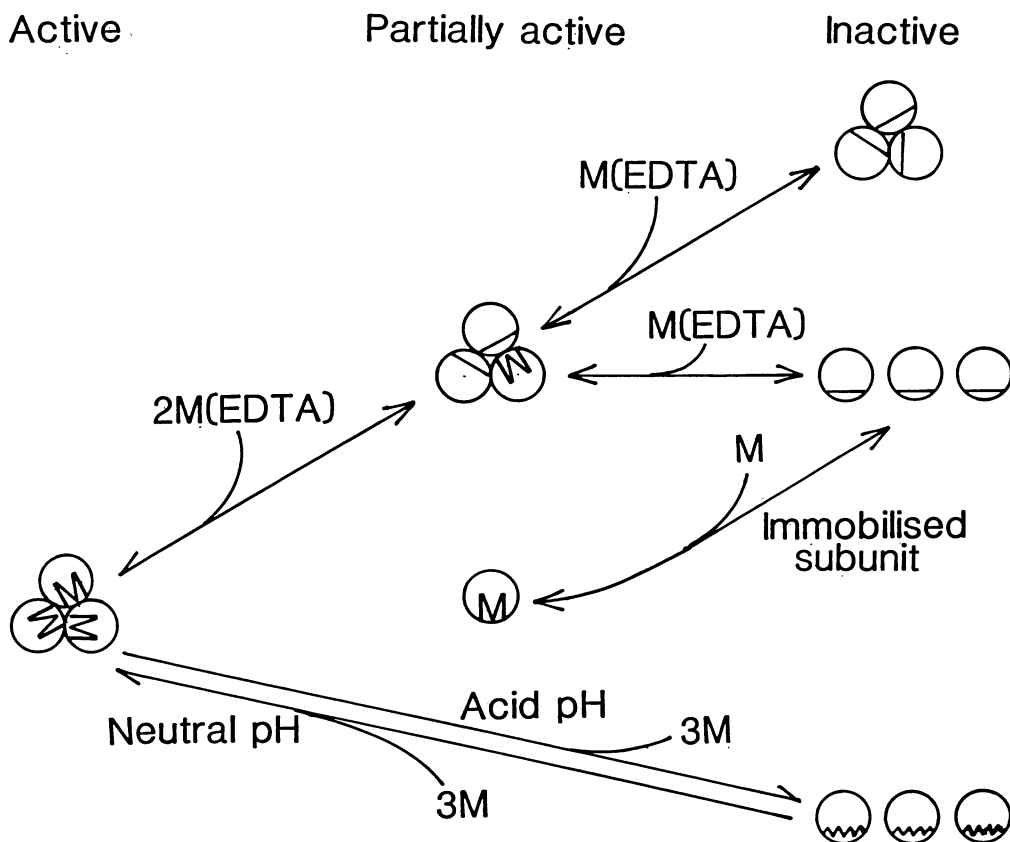 Active
Partially active
Inactive
M(EDTA)
M(EDTA)
2M(EDTA)
M
Immobilised
subunit
M
M
M
M
M
Acid pH
Neutral pH
3M
3M